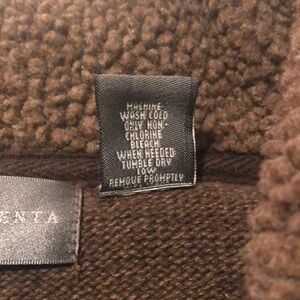 MACHINE
WASH COLD
ONLY NON-
CHLORINE
BLEACH
WHEN NEEDED
TUMBLE DRY
LOW
REMOVE PROMPTLY
ENTA